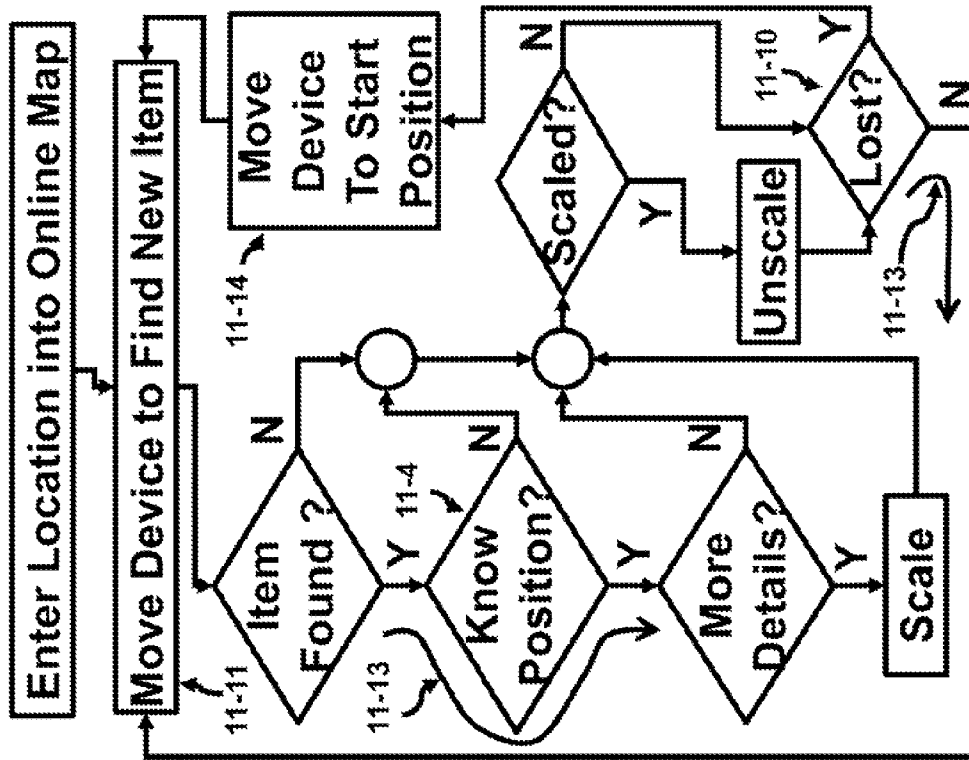 Enter Location into Online Map
Move Device to Find New Item
11-11
Item
Found ?
N
Y
11-13
Know
Position?
11-4
N
Y
More
Details?
N
Y
Scale
Move
Device
To Start
Position
11-14
Scaled?
N
Y
Unscale
Lost?
11-10
Y
N
11-13